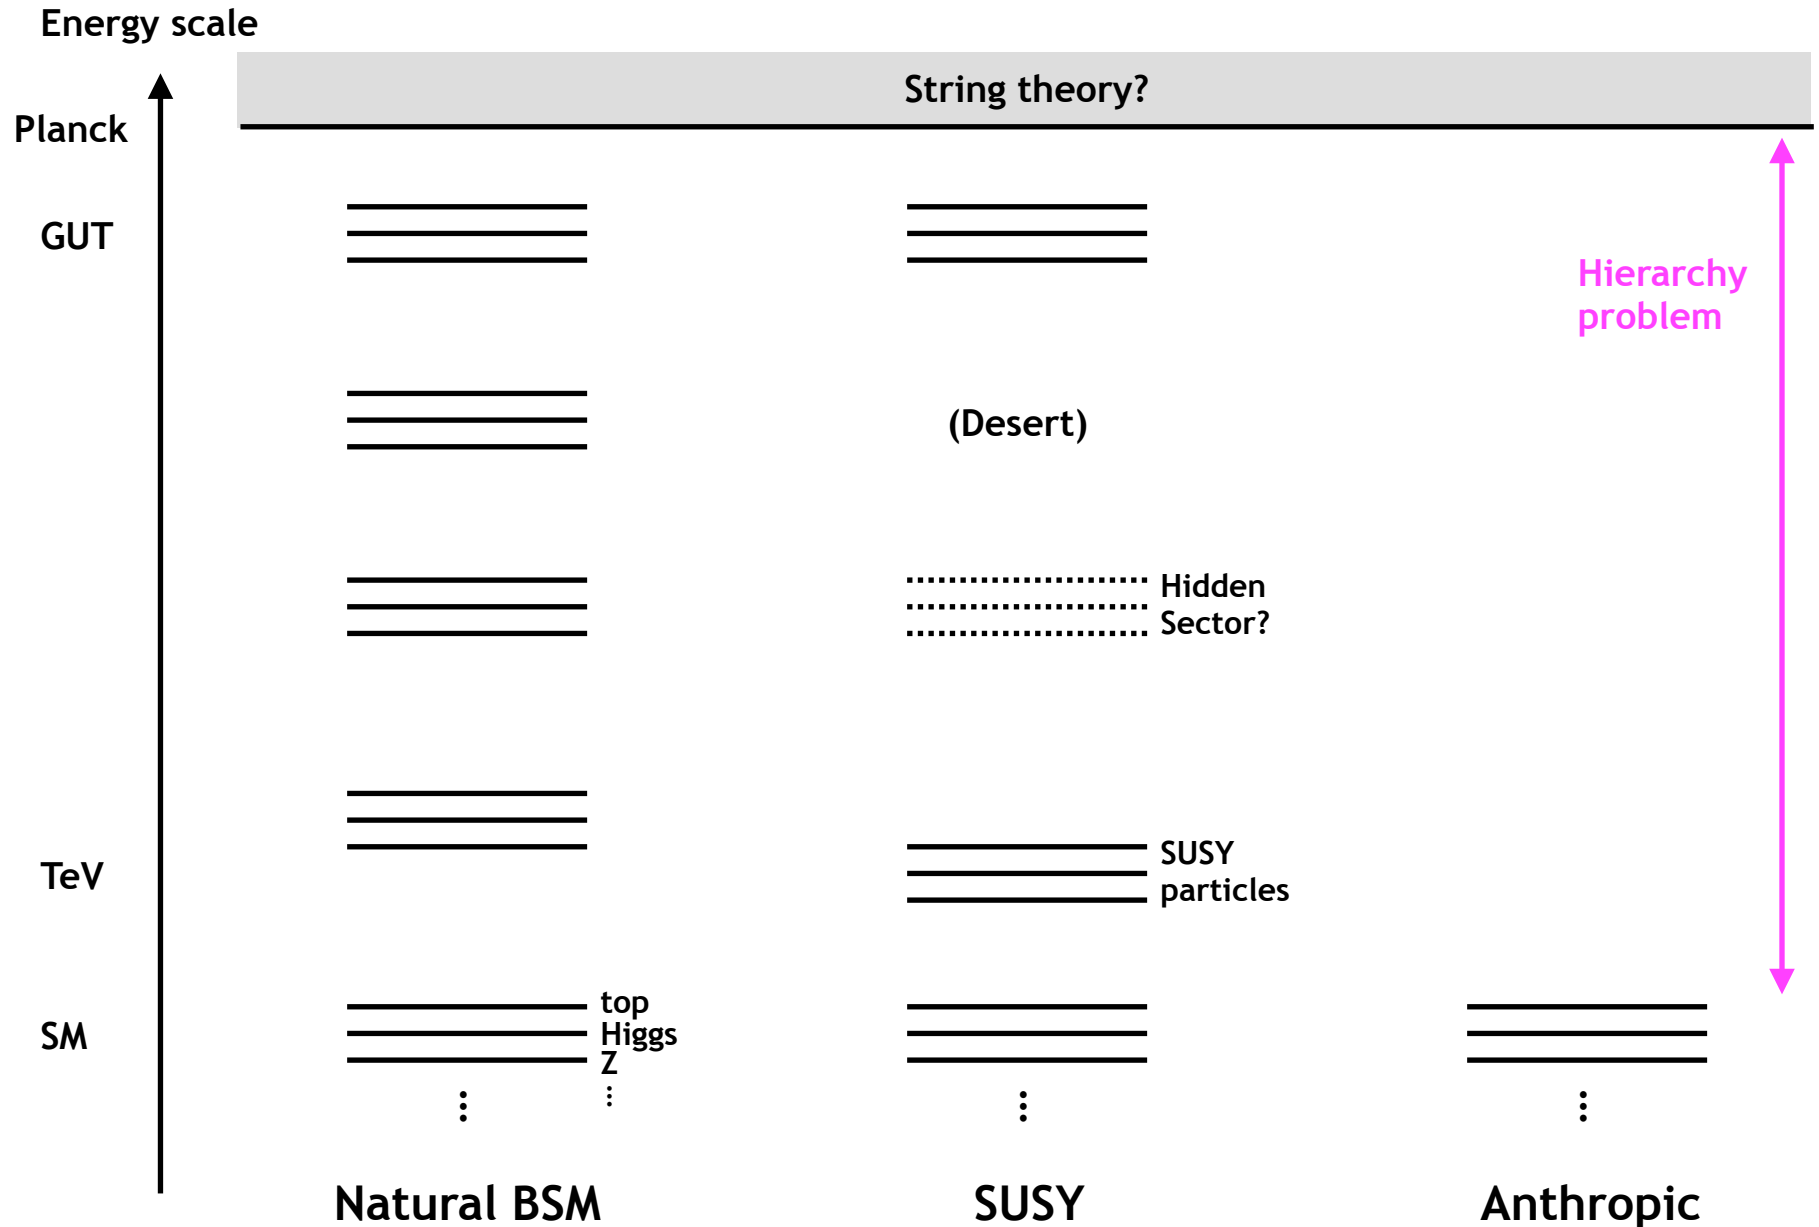 Energy scale
String theory?
Planck
GUT
Hierarchy
problem
(Desert)
Hidden
Sector?
SUSY
particles
TeV
top
Higgs
Z
SM
Natural BSM
SUSY
Anthropic